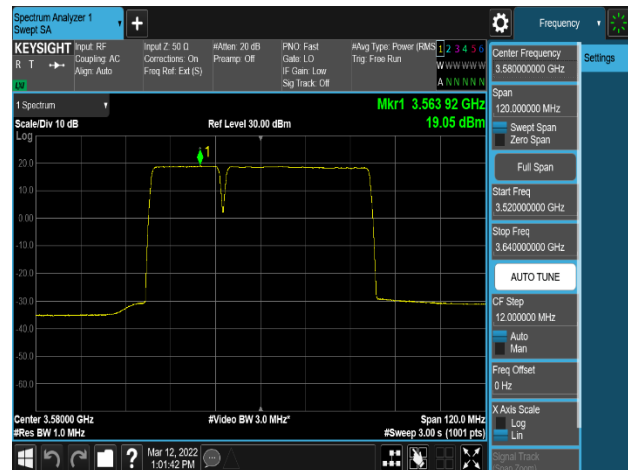 Spectrum Analyzer 1
Swept SA
Frequency
KEYSIGHT
R T
LXI
Input: RF
Coupling: AC
Align: Auto
Input Z: 50 Ω
Corrections: On
Freq Ref: Ext (S)
#Atten: 20 dB
Preamp: Off
PNO: Fast
Gate: LO
IF Gain: Low
Sig Track: Off
#Avg Type: Power (RMS
Trig: Free Run
1 2 3 4 5 6
W W W W W W
A N N N N N
Center Frequency
3.580000000 GHz
Settings
Span
120.000000 MHz
Swept Span
Zero Span
Full Span
Start Freq
3.520000000 GHz
Stop Freq
3.640000000 GHz
AUTO TUNE
CF Step
12.000000 MHz
Auto
Man
Freq Offset
0 Hz
X Axis Scale
Log
Lin
Signal Track
(Span Zoom)
1 Spectrum
Scale/Div 10 dB
Log
Ref Level 30.00 dBm
Mkr1 3.563 92 GHz
19.05 dBm
1
20.0
10.0
0.00
-10.0
-20.0
-30.0
-40.0
-50.0
-60.0
Center 3.58000 GHz
#Res BW 1.0 MHz
#Video BW 3.0 MHz*
Span 120.0 MHz
#Sweep 3.00 s (1001 pts)
?
Mar 12, 2022
1:01:42 PM